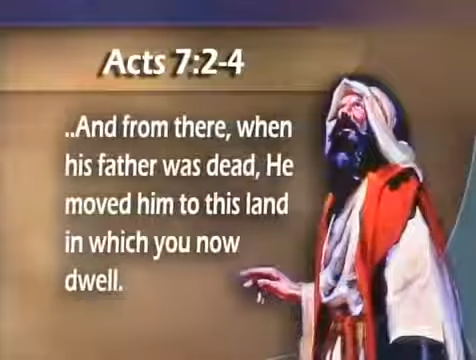 Acts 7:2-4
..And from there, when
his father was dead, He
moved him to this land
in which you now
dwell.